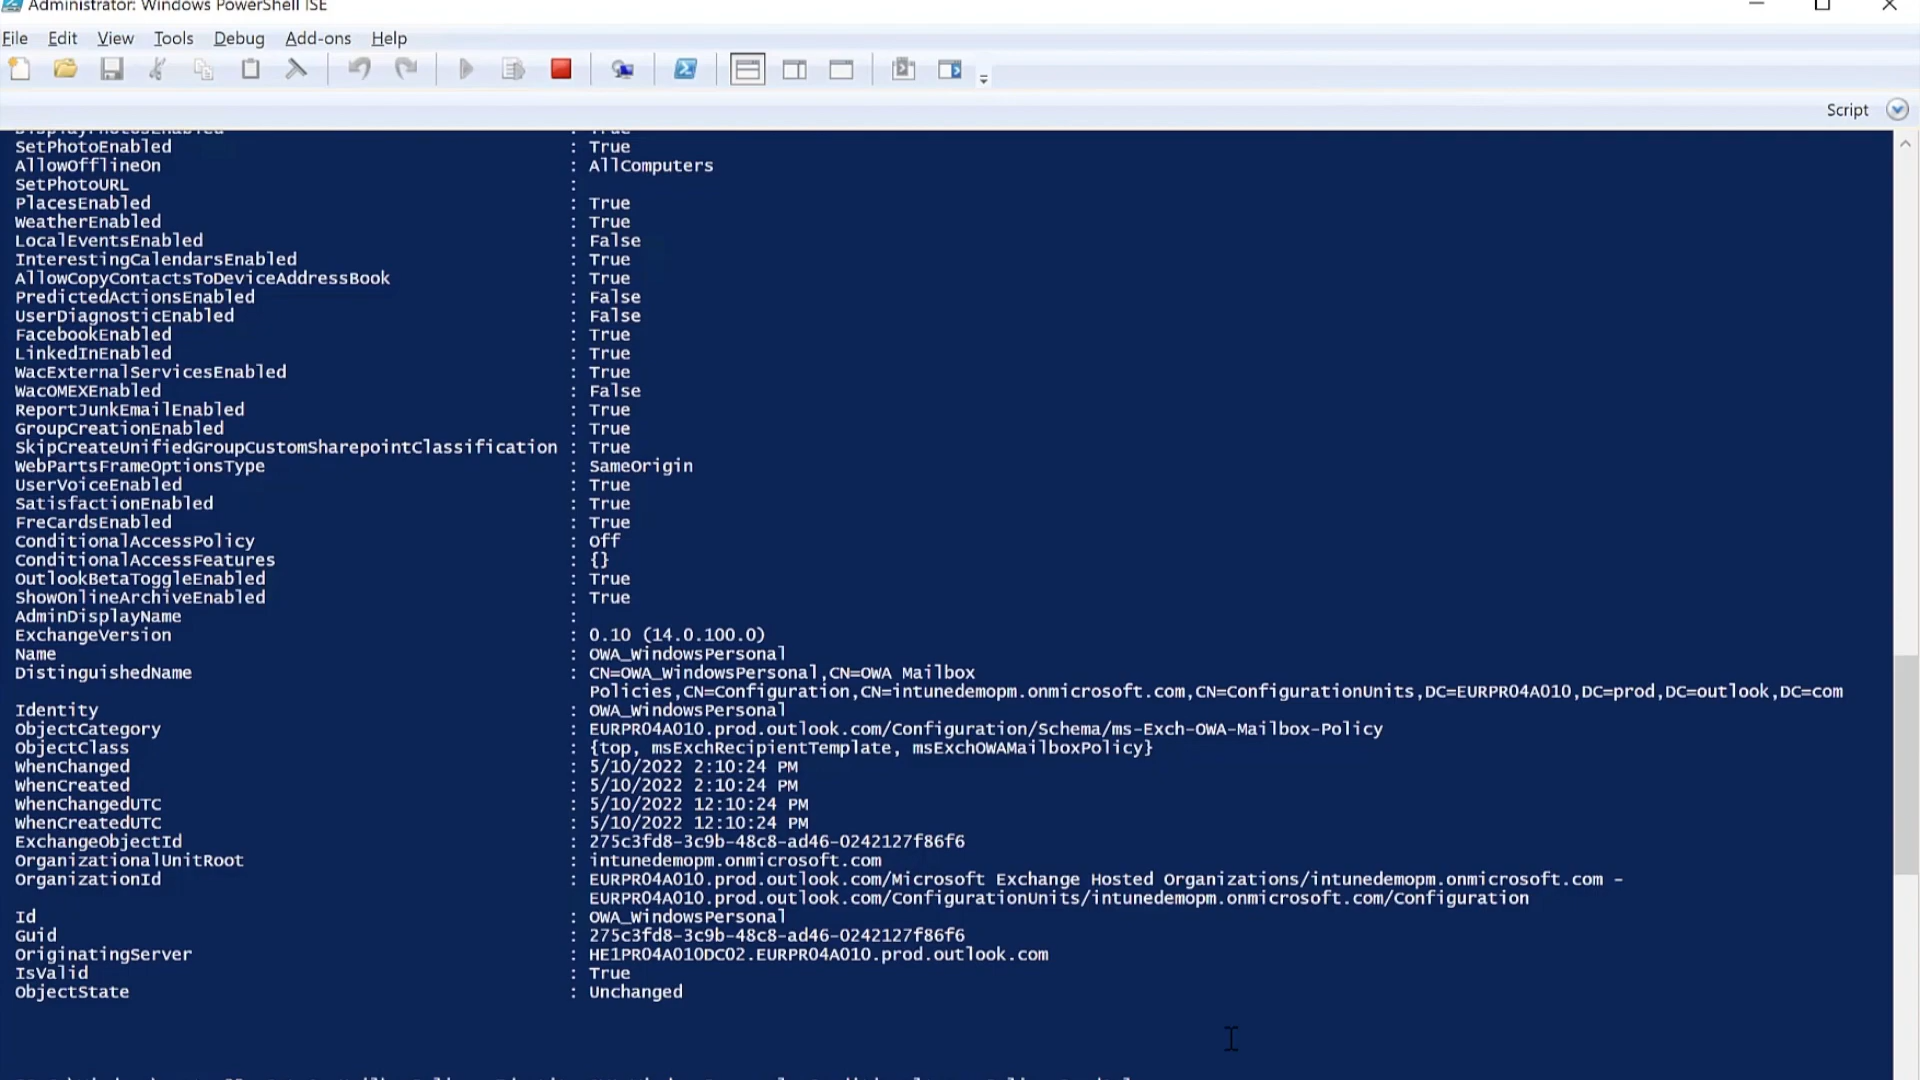 Administrator: Windows PowerShell ISE
File Edit View Tools Debug Add-ons Help
Script
SetPhotoEnabled : True
AllowOfflineOn : AllComputers
SetPhotoURL :
PlacesEnabled : True
WeatherEnabled : True
LocalEventsEnabled : False
InterestingCalendarsEnabled : True
AllowCopyContactsToDeviceAddressBook : True
PredictedActionsEnabled : False
UserDiagnosticEnabled : False
FacebookEnabled : True
LinkedInEnabled : True
WacExternalServicesEnabled : True
WacOMEXEnabled : False
ReportJunkEmailEnabled : True
GroupCreationEnabled : True
SkipCreateUnifiedGroupCustomSharepointClassification : True
WebPartsFrameOptionsType : SameOrigin
UserVoiceEnabled : True
SatisfactionEnabled : True
FreCardsEnabled : True
ConditionalAccessPolicy : Off
ConditionalAccessFeatures : {}
OutlookBetaToggleEnabled : True
ShowOnlineArchiveEnabled : True
AdminDisplayName :
ExchangeVersion : 0.10 (14.0.100.0)
Name : OWA_WindowsPersonal
DistinguishedName : CN=OWA_WindowsPersonal,CN=OWA Mailbox
Policies,CN=Configuration,CN=intunedemopm.onmicrosoft.com,CN=ConfigurationUnits,DC=EURPR04A010,DC=prod,DC=outlook,DC=com
Identity : OWA_WindowsPersonal
ObjectCategory : EURPR04A010.prod.outlook.com/Configuration/Schema/ms-Exch-OWA-Mailbox-Policy
ObjectClass : {top, msExchRecipientTemplate, msExchOWAMailboxPolicy}
WhenChanged : 5/10/2022 2:10:24 PM
WhenCreated : 5/10/2022 2:10:24 PM
WhenChangedUTC : 5/10/2022 12:10:24 PM
WhenCreatedUTC : 5/10/2022 12:10:24 PM
ExchangeObjectId : 275c3fd8-3c9b-48c8-ad46-0242127f86f6
OrganizationalUnitRoot : intunedemopm.onmicrosoft.com
OrganizationId : EURPR04A010.prod.outlook.com/Microsoft Exchange Hosted Organizations/intunedemopm.onmicrosoft.com -
EURPR04A010.prod.outlook.com/ConfigurationUnits/intunedemopm.onmicrosoft.com/Configuration
Id : OWA_WindowsPersonal
Guid : 275c3fd8-3c9b-48c8-ad46-0242127f86f6
OriginatingServer : HE1PR04A010DC02.EURPR04A010.prod.outlook.com
IsValid : True
ObjectState : Unchanged